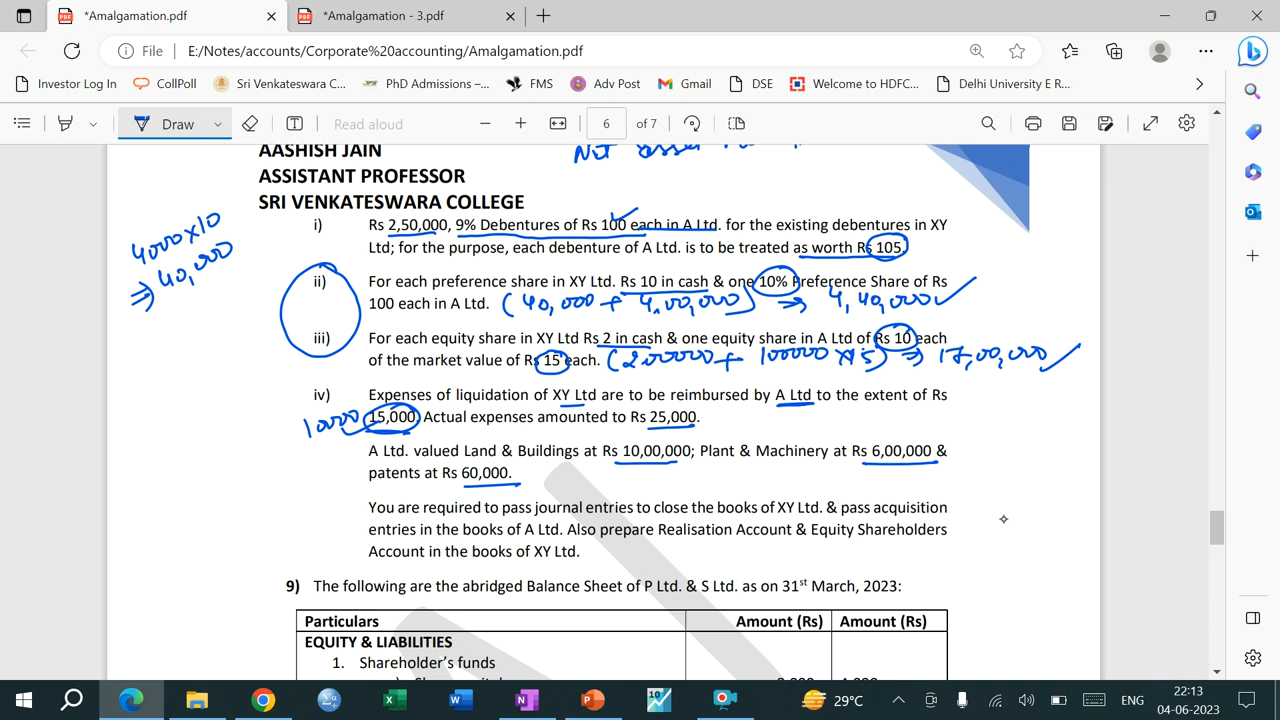 *Amalgamation.pdf
*Amalgamation - 3.pdf
File E:/Notes/accounts/Corporate%20accounting/Amalgamation.pdf
Investor Log In CollPoll Sri Venkateswara C... PhD Admissions –... FMS Adv Post Gmail DSE Welcome to HDFC... Delhi University E R...
Draw Read aloud 6 of 7
Net asset
AASHISH JAIN
ASSISTANT PROFESSOR
SRI VENKATESWARA COLLEGE
4000x10
⇒ 40,000
i) Rs 2,50,000, 9% Debentures of Rs 100 each in A Ltd. for the existing debentures in XY
Ltd; for the purpose, each debenture of A Ltd. is to be treated as worth Rs 105.
ii) For each preference share in XY Ltd. Rs 10 in cash & one 10% Preference Share of Rs
100 each in A Ltd. (40,000 + 4,00,000) → 4,40,000
iii) For each equity share in XY Ltd Rs 2 in cash & one equity share in A Ltd of Rs 10 each
of the market value of Rs 15 each. (200000 + 100000 x 15) ⇒ 17,00,000
iv) Expenses of liquidation of XY Ltd are to be reimbursed by A Ltd to the extent of Rs
10000 15,000. Actual expenses amounted to Rs 25,000.
A Ltd. valued Land & Buildings at Rs 10,00,000; Plant & Machinery at Rs 6,00,000 &
patents at Rs 60,000.
You are required to pass journal entries to close the books of XY Ltd. & pass acquisition
entries in the books of A Ltd. Also prepare Realisation Account & Equity Shareholders
Account in the books of XY Ltd.
9) The following are the abridged Balance Sheet of P Ltd. & S Ltd. as on 31st March, 2023:
Particulars Amount (Rs) Amount (Rs)
EQUITY & LIABILITIES
1. Shareholder's funds
29°C ENG 22:13
04-06-2023